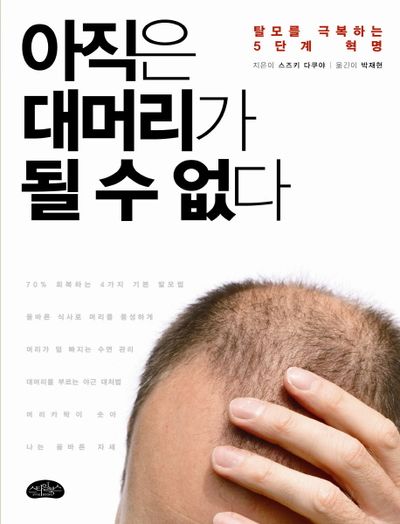 아직은
대머리가
될 수 없다
탈모를 극복하는
5단계 혁명
지은이 스즈키 다쿠야 | 옮긴이 박재현
70% 회복하는 4가지 기본 발모법
올바른 식사로 머리를 풍성하게
머리가 덜 빠지는 수면 관리
대머리를 부르는 야근 대처법
머리카락이 솟아
나는 올바른 자세